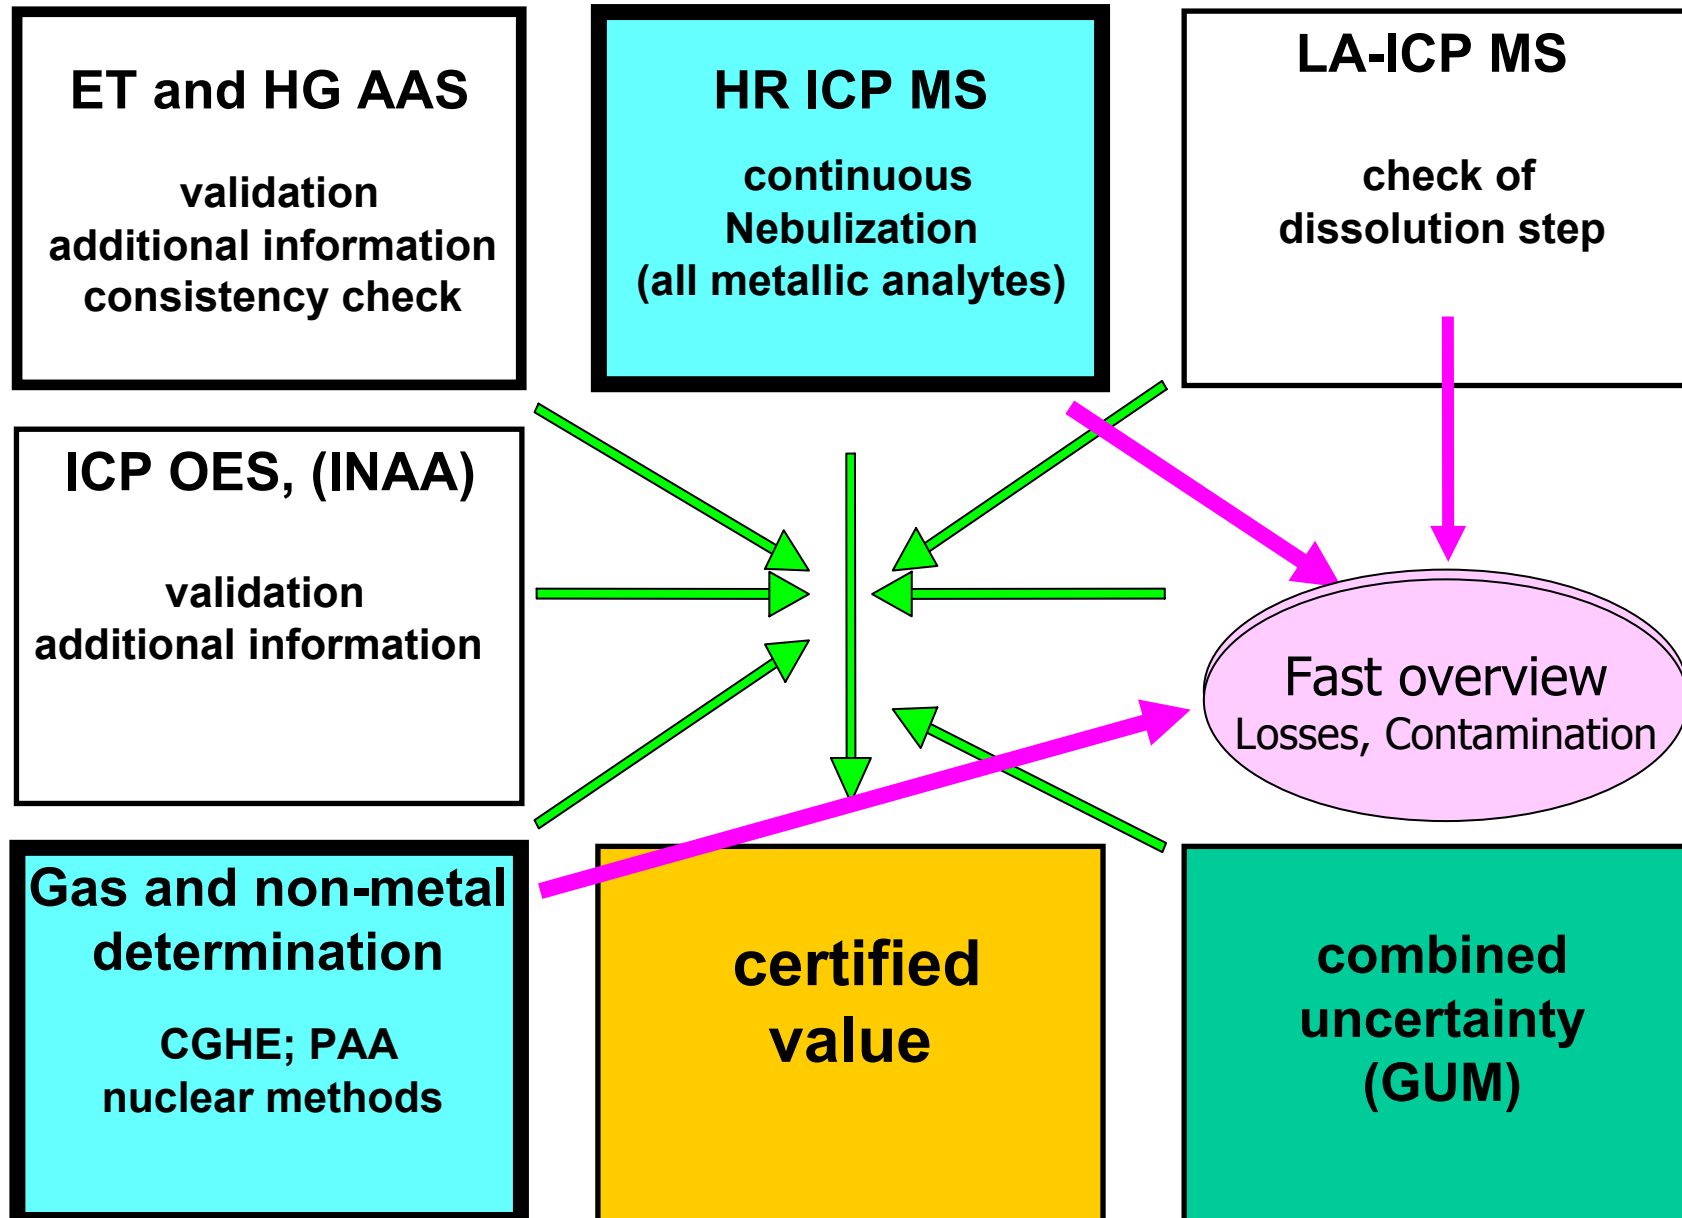 ET and HG AAS
validation
additional information
consistency check
HR ICP MS
continuous
Nebulization
(all metallic analytes)
LA-ICP MS
check of
dissolution step
ICP OES, (INAA)
validation
additional information
Fast overview
Losses, Contamination
Gas and non-metal
determination
CGHE; PAA
nuclear methods
certified
value
combined
uncertainty
(GUM)